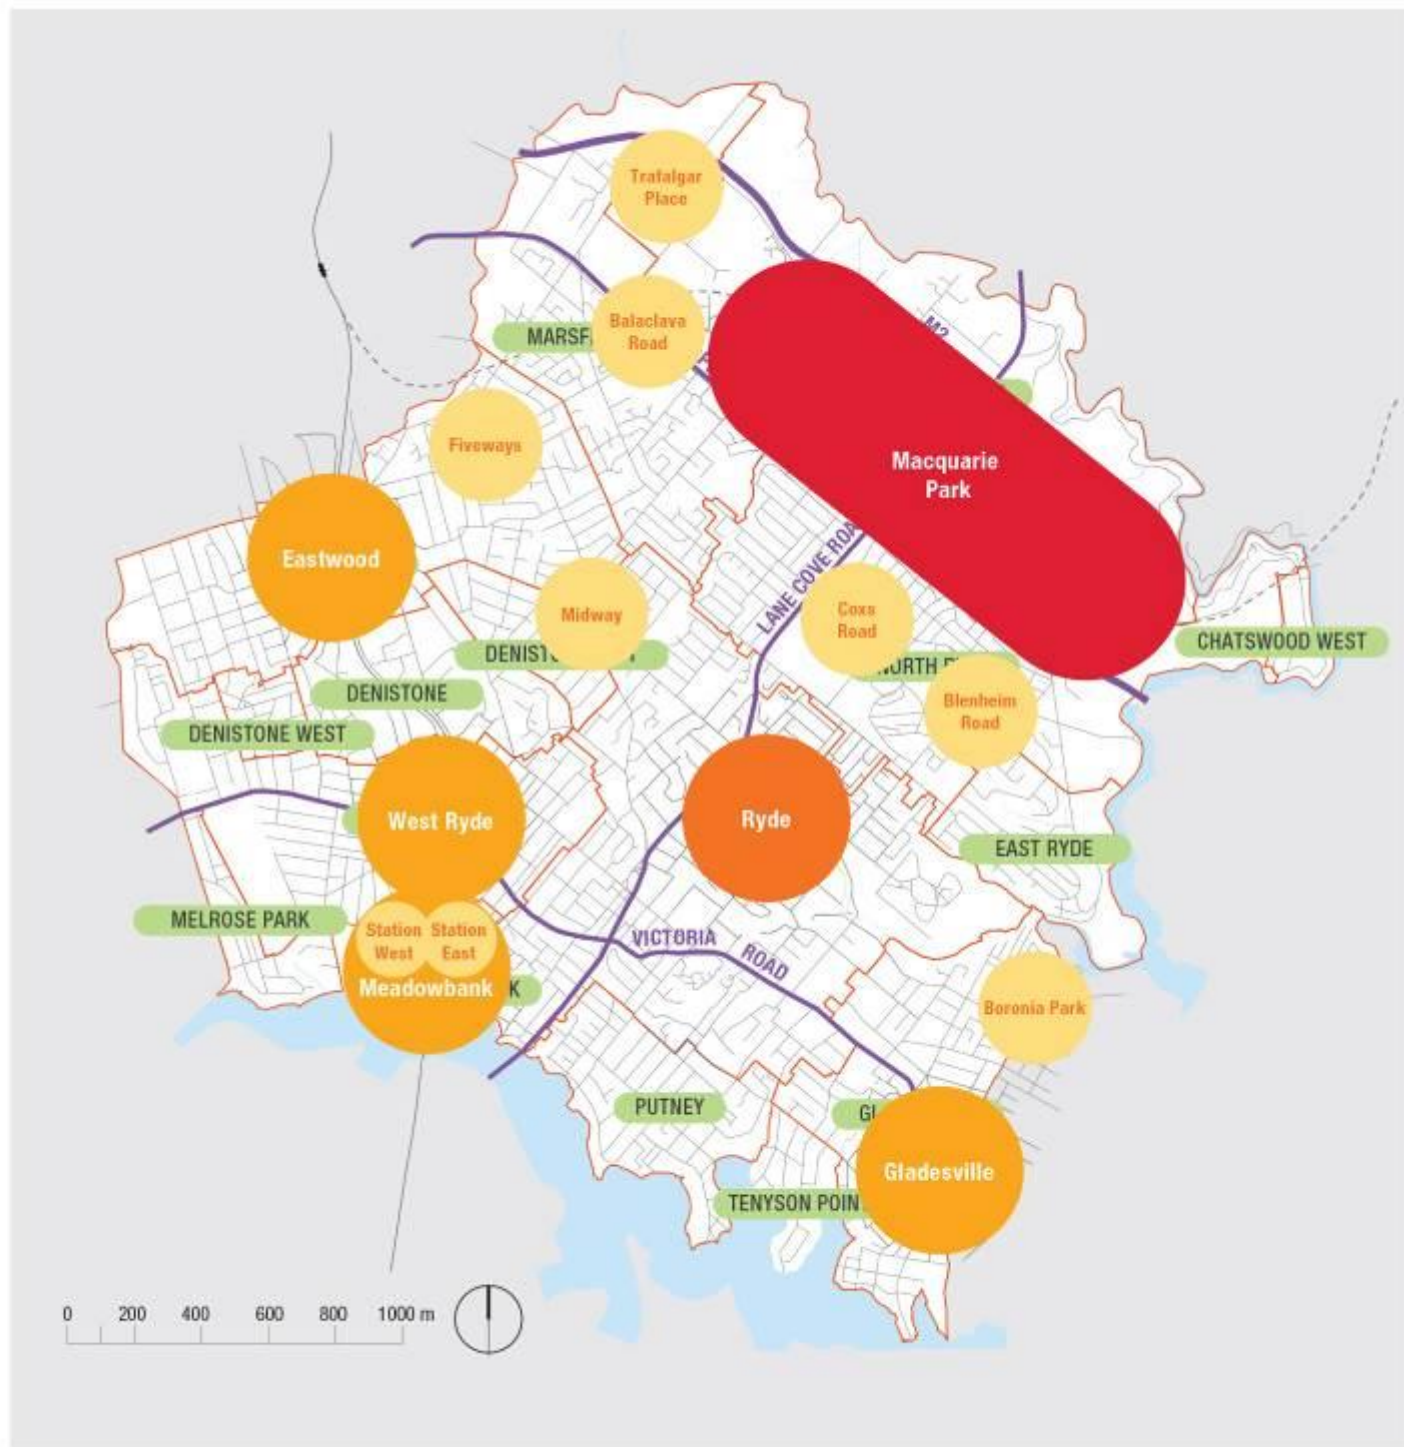 Trafalgar
Place
Balaclava
Road
MARSF
M2
Fiveways
Macquarie
Park
Eastwood
LANE COVE ROA
Midway
Coxs
Road
DENIST
CHATSWOOD WEST
NORTH R
DENISTONE
Blenheim
Road
DENISTONE WEST
West Ryde
Ryde
EAST RYDE
MELROSE PARK
Station
West
Station
East
VICTORIA
ROAD
Meadowbank
K
Boronia Park
PUTNEY
GL
Gladesville
TENYSON POIN
0 200 400 600 800 1000 m